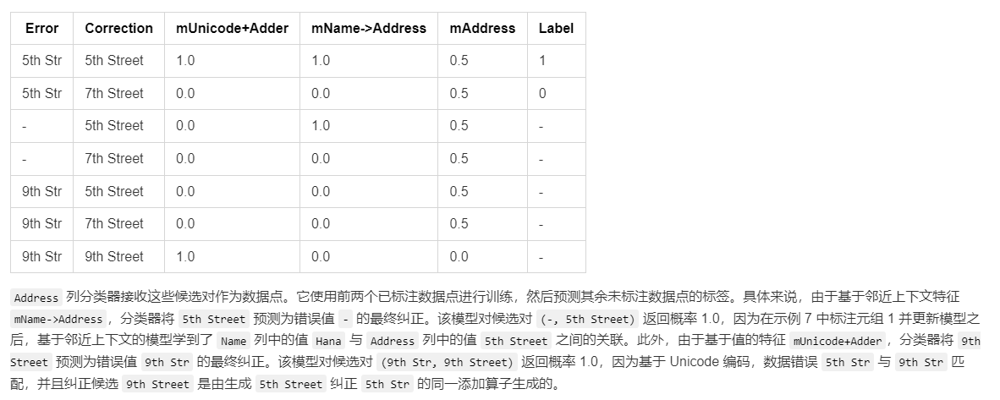 Error Correction mUnicode+Adder mName->Address mAddress Label
5th Str 5th Street 1.0 1.0 0.5 1
5th Str 7th Street 0.0 0.0 0.5 0
- 5th Street 0.0 1.0 0.5 -
- 7th Street 0.0 0.0 0.5 -
9th Str 5th Street 0.0 0.0 0.5 -
9th Str 7th Street 0.0 0.0 0.5 -
9th Str 9th Street 1.0 0.0 0.0 -
Address 列分类器接收这些候选对作为数据点。它使用前两个已标注数据点进行训练，然后预测其余未标注数据点的标签。具体来说，由于基于邻近上下文特征
mName->Address，分类器将 5th Street 预测为错误值 - 的最终纠正。该模型对候选对 (-, 5th Street) 返回概率 1.0，因为在示例 7 中标注元组 1 并更新模型之
后，基于邻近上下文的模型学到了 Name 列中的值 Hana 与 Address 列中的值 5th Street 之间的关联。此外，由于基于值的特征 mUnicode+Adder，分类器将 9th
Street 预测为错误值 9th Str 的最终纠正。该模型对候选对 (9th Str, 9th Street) 返回概率 1.0，因为基于 Unicode 编码，数据错误 5th Str 与 9th Str 匹
配，并且纠正候选 9th Street 是由生成 5th Street 纠正 5th Str 的同一添加算子生成的。